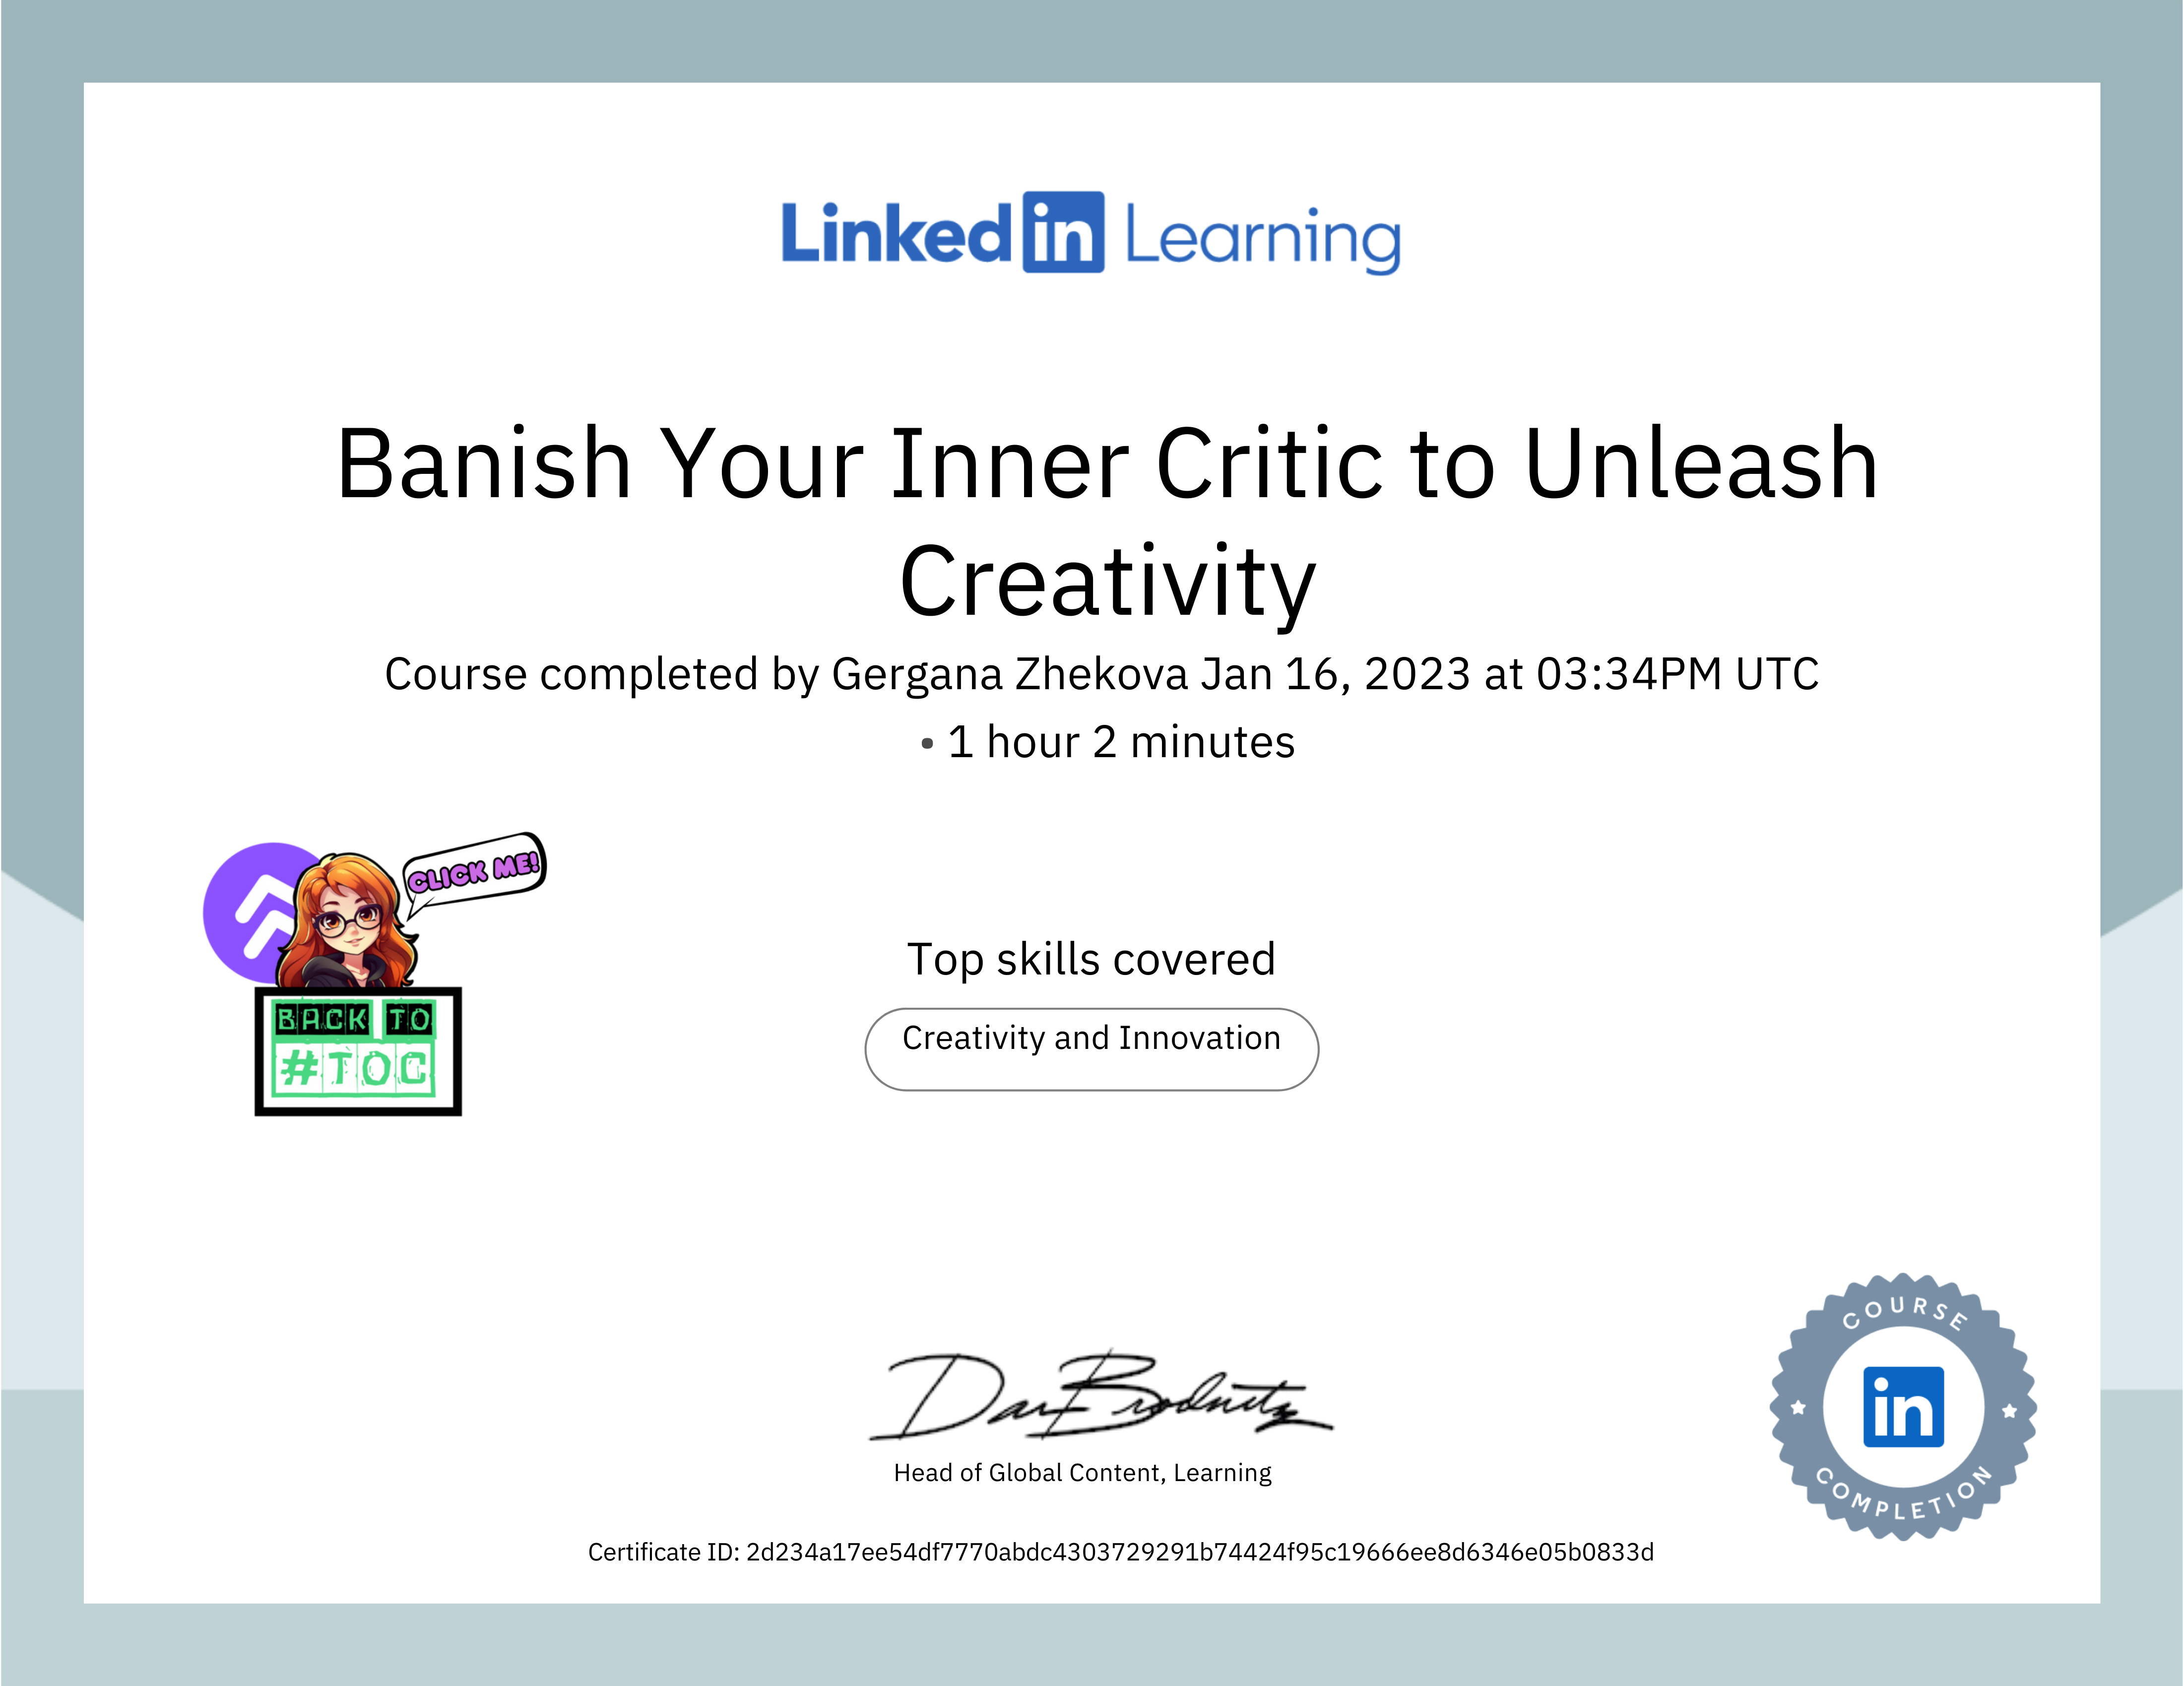 Linked in Learning
Banish Your Inner Critic to Unleash
Creativity
Course completed by Gergana Zhekova Jan 16, 2023 at 03:34PM UTC
• 1 hour 2 minutes
CLICK ME!
BACK TO
#TOC
Top skills covered
Creativity and Innovation
Dan Brodnitz
Head of Global Content, Learning
COURSE
in
COMPLETION
Certificate ID: 2d234a17ee54df7770abdc4303729291b74424f95c19666ee8d6346e05b0833d